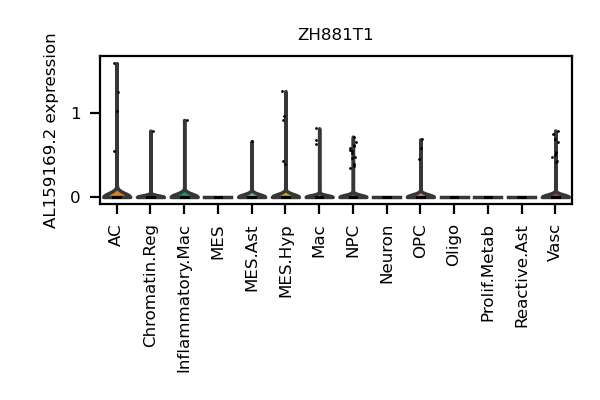 ZH881T1
AL159169.2 expression
1
0
AC
Chromatin.Reg
Inflammatory.Mac
MES
MES.Ast
MES.Hyp
Mac
NPC
Neuron
OPC
Oligo
Prolif.Metab
Reactive.Ast
Vasc